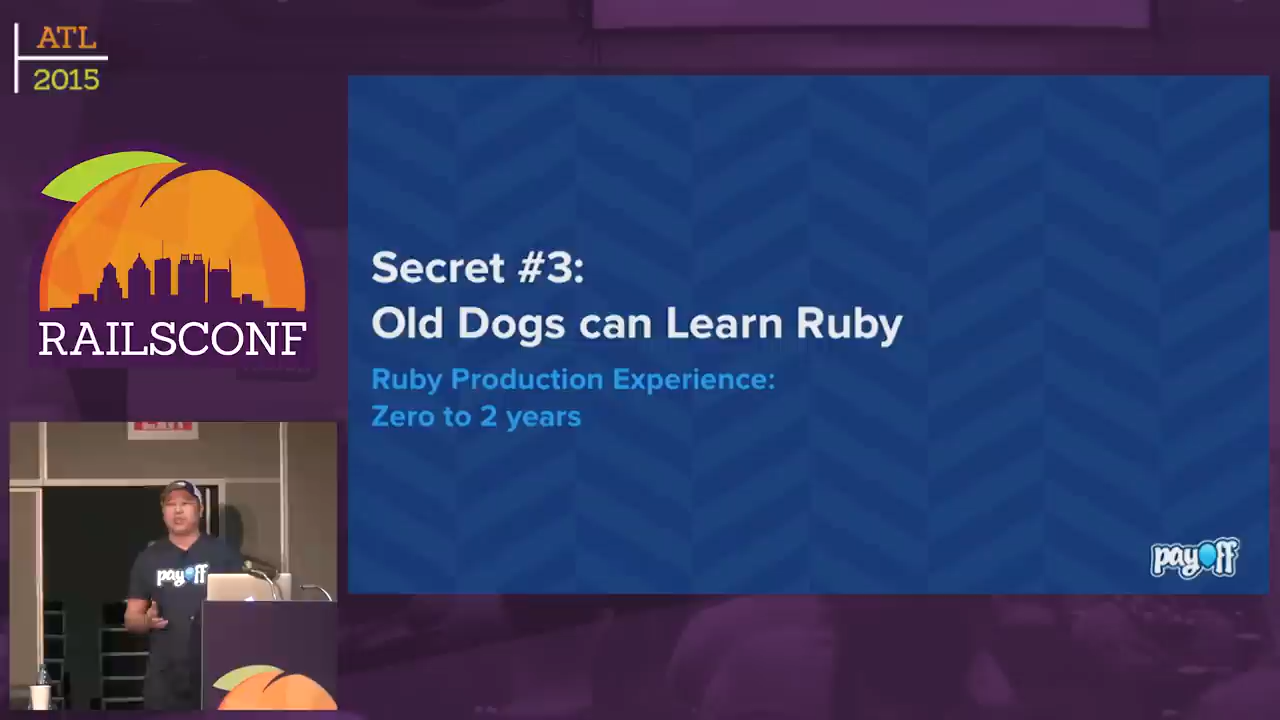 ATL
2015
RAILSCONF
Secret #3:
Old Dogs can Learn Ruby
Ruby Production Experience:
Zero to 2 years
payoff
payoff